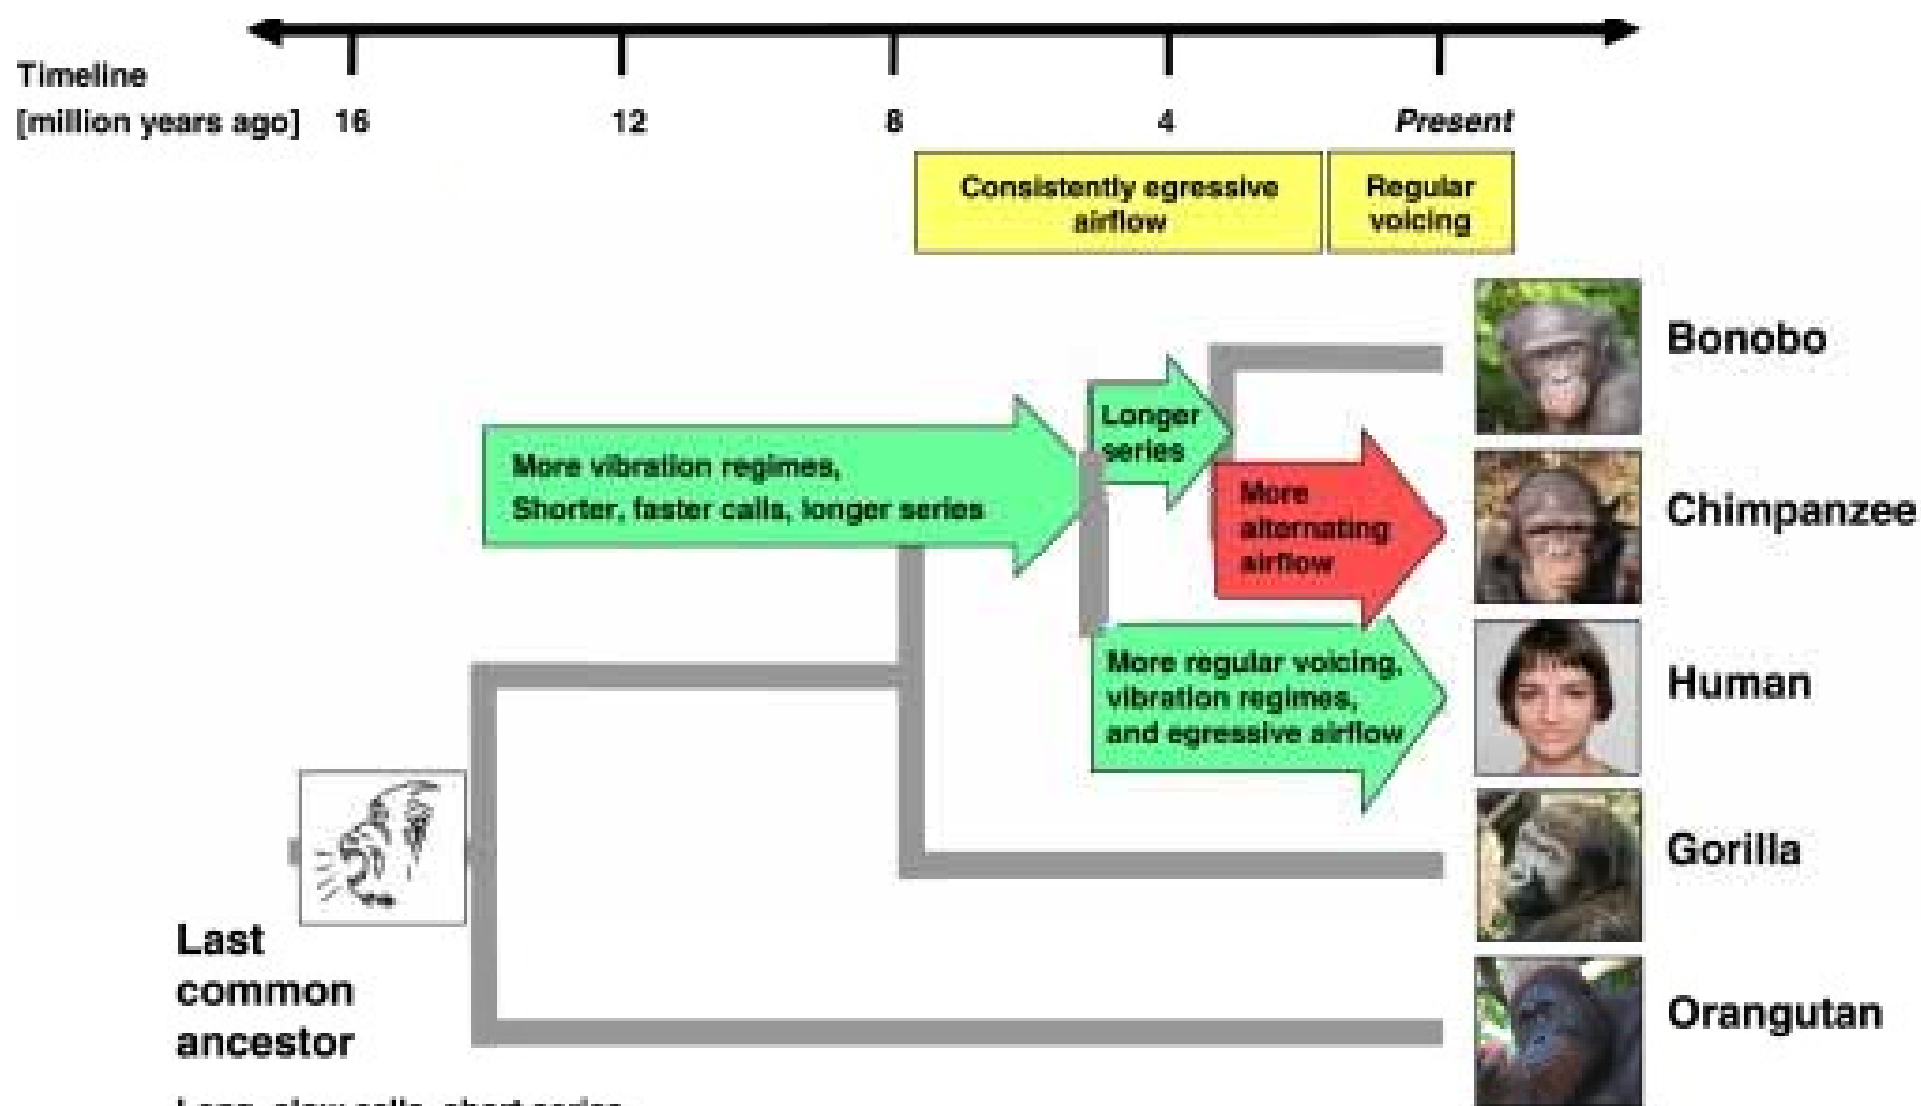 Timeline
[million years ago] 16 12 8 4 Present
Consistently egressive
airflow
Regular
voicing
Bonobo
Longer
series
More vibration regimes,
Shorter, faster calls, longer series
More
alternating
airflow
Chimpanzee
More regular voicing,
vibration regimes,
and egressive airflow
Human
Gorilla
Last
common
ancestor
Orangutan